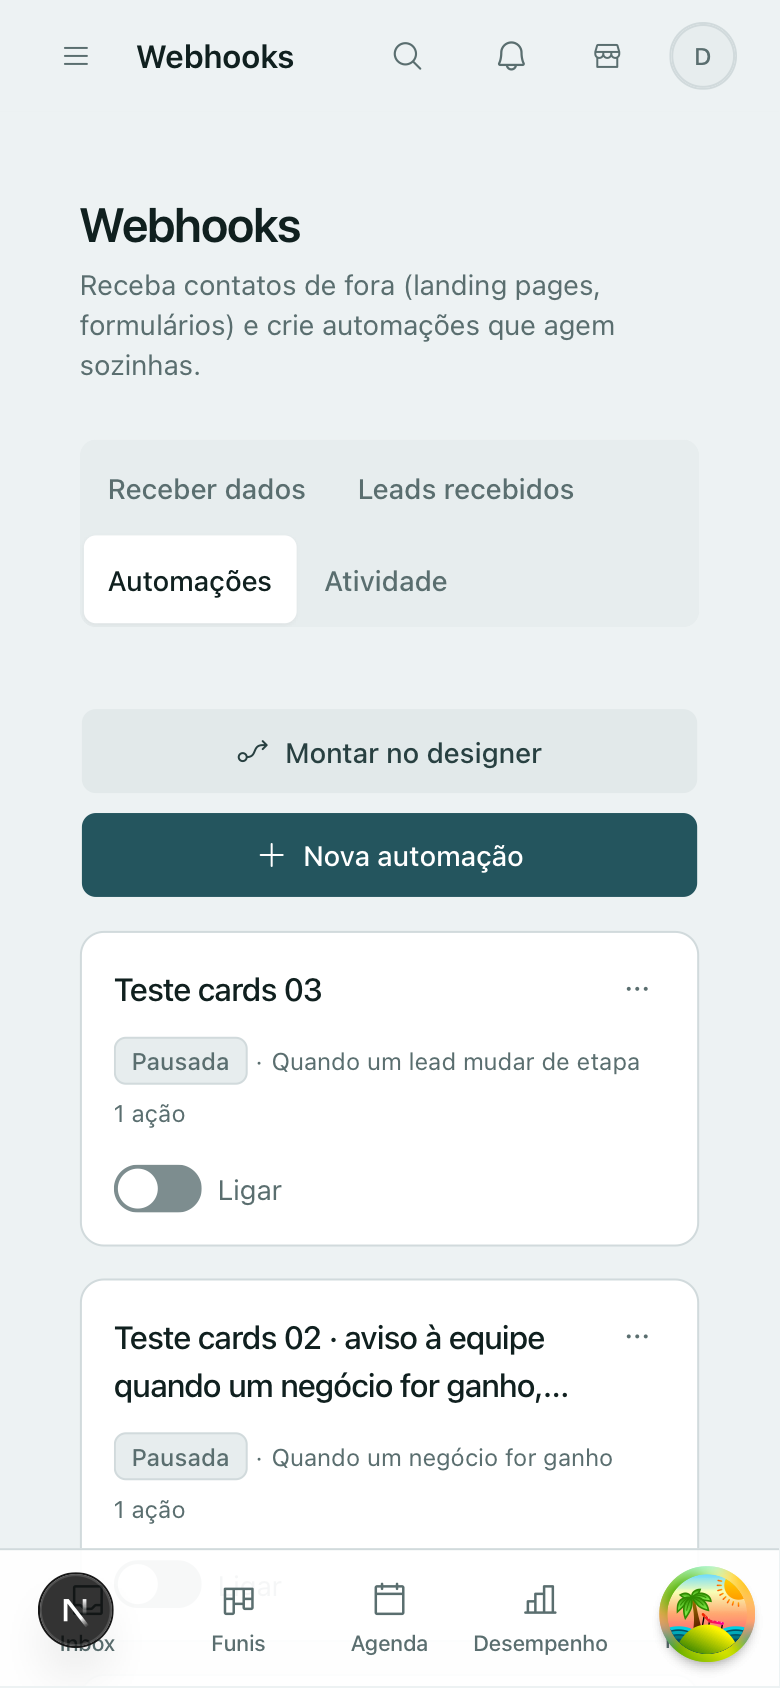 Webhooks
D
Webhooks
Receba contatos de fora (landing pages,
formulários) e crie automações que agem
sozinhas.
Receber dados
Leads recebidos
Automações
Atividade
Montar no designer
Nova automação
Teste cards 03
Pausada · Quando um lead mudar de etapa
1 ação
Ligar
Teste cards 02 · aviso à equipe
quando um negócio for ganho,...
Pausada · Quando um negócio for ganho
1 ação
Ligar
N
Inbox
Funis
Agenda
Desempenho